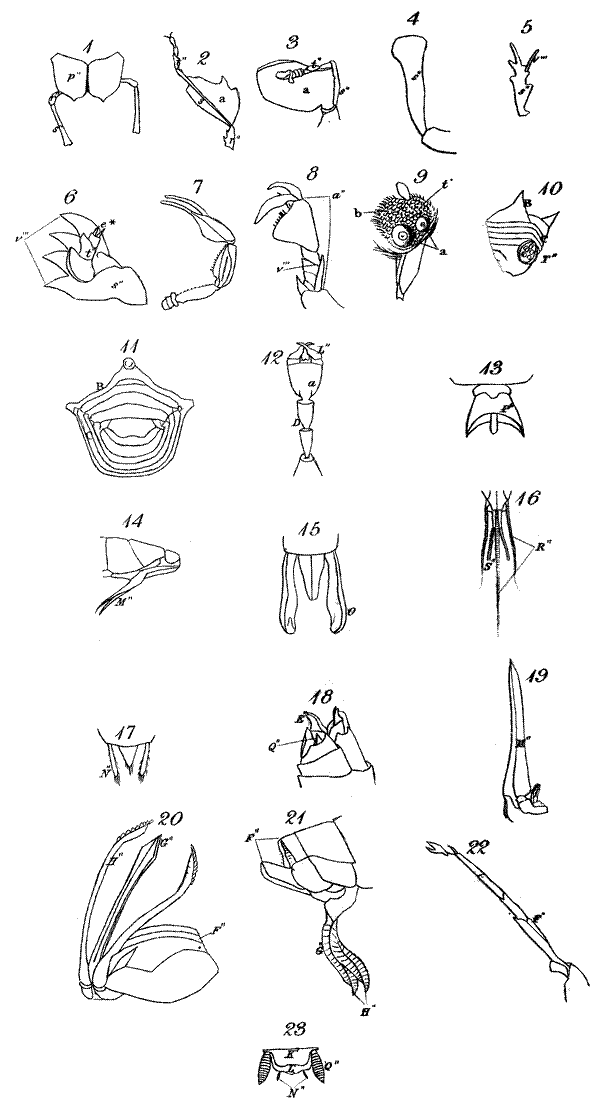 1 2 3 4 5
p''
a
a
t''
s''
6 7 8 9 10
v'''
t''
s''
v'''
a''
b
t'
a
B
T''
11 12 13
B
C
L''
a
D
14 15 16
M''
O
S''
R''
17 18 19
N''
E''
Q''
20 21 22
H''
G''
F''
F''
G''
H''
23
K''
L
Q''
N''